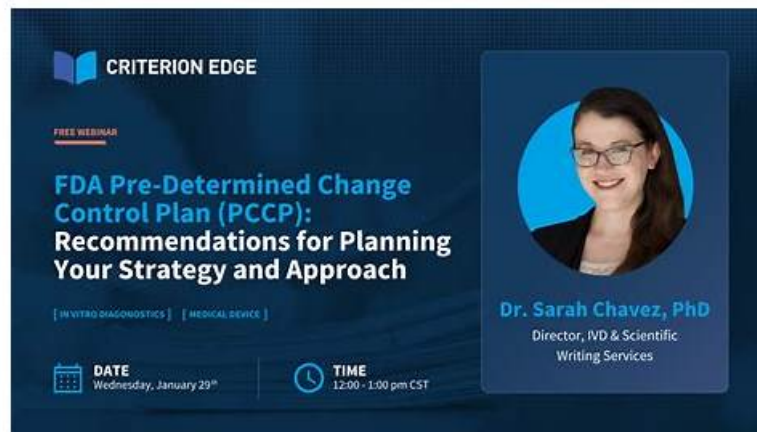 CRITERION EDGE
FREE WEBINAR
FDA Pre-Determined Change
Control Plan (PCCP):
Recommendations for Planning
Your Strategy and Approach
[ IN VITRO DIAGONOSTICS ] [ MEDICAL DEVICE ]
DATE
Wednesday, January 29th
TIME
12:00 - 1:00 pm CST
Dr. Sarah Chavez, PhD
Director, IVD & Scientific
Writing Services